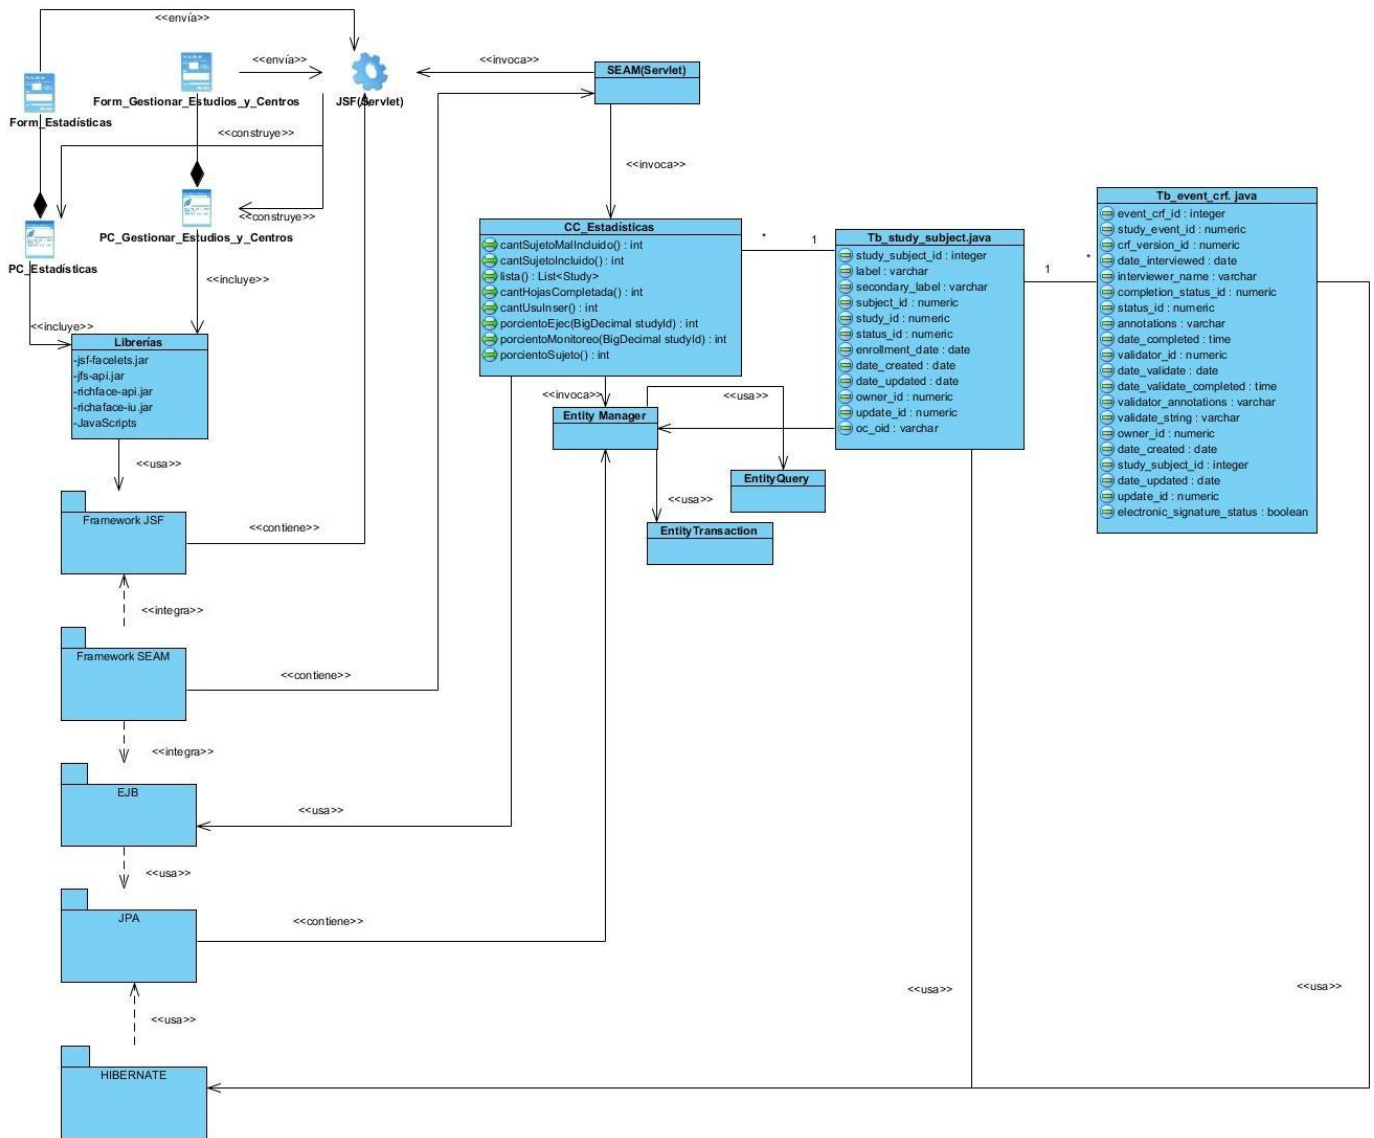 <<envía>>
<<envía>>
<<invoca>>
SEAM(Servlet)
Form_Gestionar_Estudios_y_Centros
JSF(Servlet)
Form_Estadísticas
<<construye>>
<<invoca>>
<<construye>>
PC_Gestionar_Estudios_y_Centros
PC_Estadísticas
<<incluye>>
<<incluye>>
Librerías
-jsf-facelets.jar
-jfs-api.jar
-richface-api.jar
-richaface-iu.jar
-JavaScripts
CC_Estadísticas
cantSujetoMalIncluido() : int
cantSujetoIncluido() : int
lista() : List<Study>
cantHojasCompletada() : int
cantUsuInser() : int
porcientoEjec(BigDecimal studyId) : int
porcientoMonitoreo(BigDecimal studyId) : int
porcientoSujeto() : int
* 1
Tb_study_subject.java
study_subject_id : integer
label : varchar
secondary_label : varchar
subject_id : numeric
study_id : numeric
status_id : numeric
enrollment_date : date
date_created : date
date_updated : date
owner_id : numeric
update_id : numeric
oc_oid : varchar
1 *
Tb_event_crf. java
event_crf_id : integer
study_event_id : numeric
crf_version_id : numeric
date_interviewed : date
interviewer_name : varchar
completion_status_id : numeric
status_id : numeric
annotations : varchar
date_completed : time
validator_id : numeric
date_validate : date
date_validate_completed : time
validator_annotations : varchar
validate_string : varchar
owner_id : numeric
date_created : date
study_subject_id : integer
date_updated : date
update_id : numeric
electronic_signature_status : boolean
<<invoca>>
<<usa>>
Entity Manager
EntityQuery
<<usa>>
EntityTransaction
<<usa>>
Framework JSF
<<contiene>>
<<integra>>
Framework SEAM
<<contiene>>
<<integra>>
EJB
<<usa>>
<<usa>>
JPA
<<contiene>>
<<usa>>
<<usa>>
<<usa>>
HIBERNATE